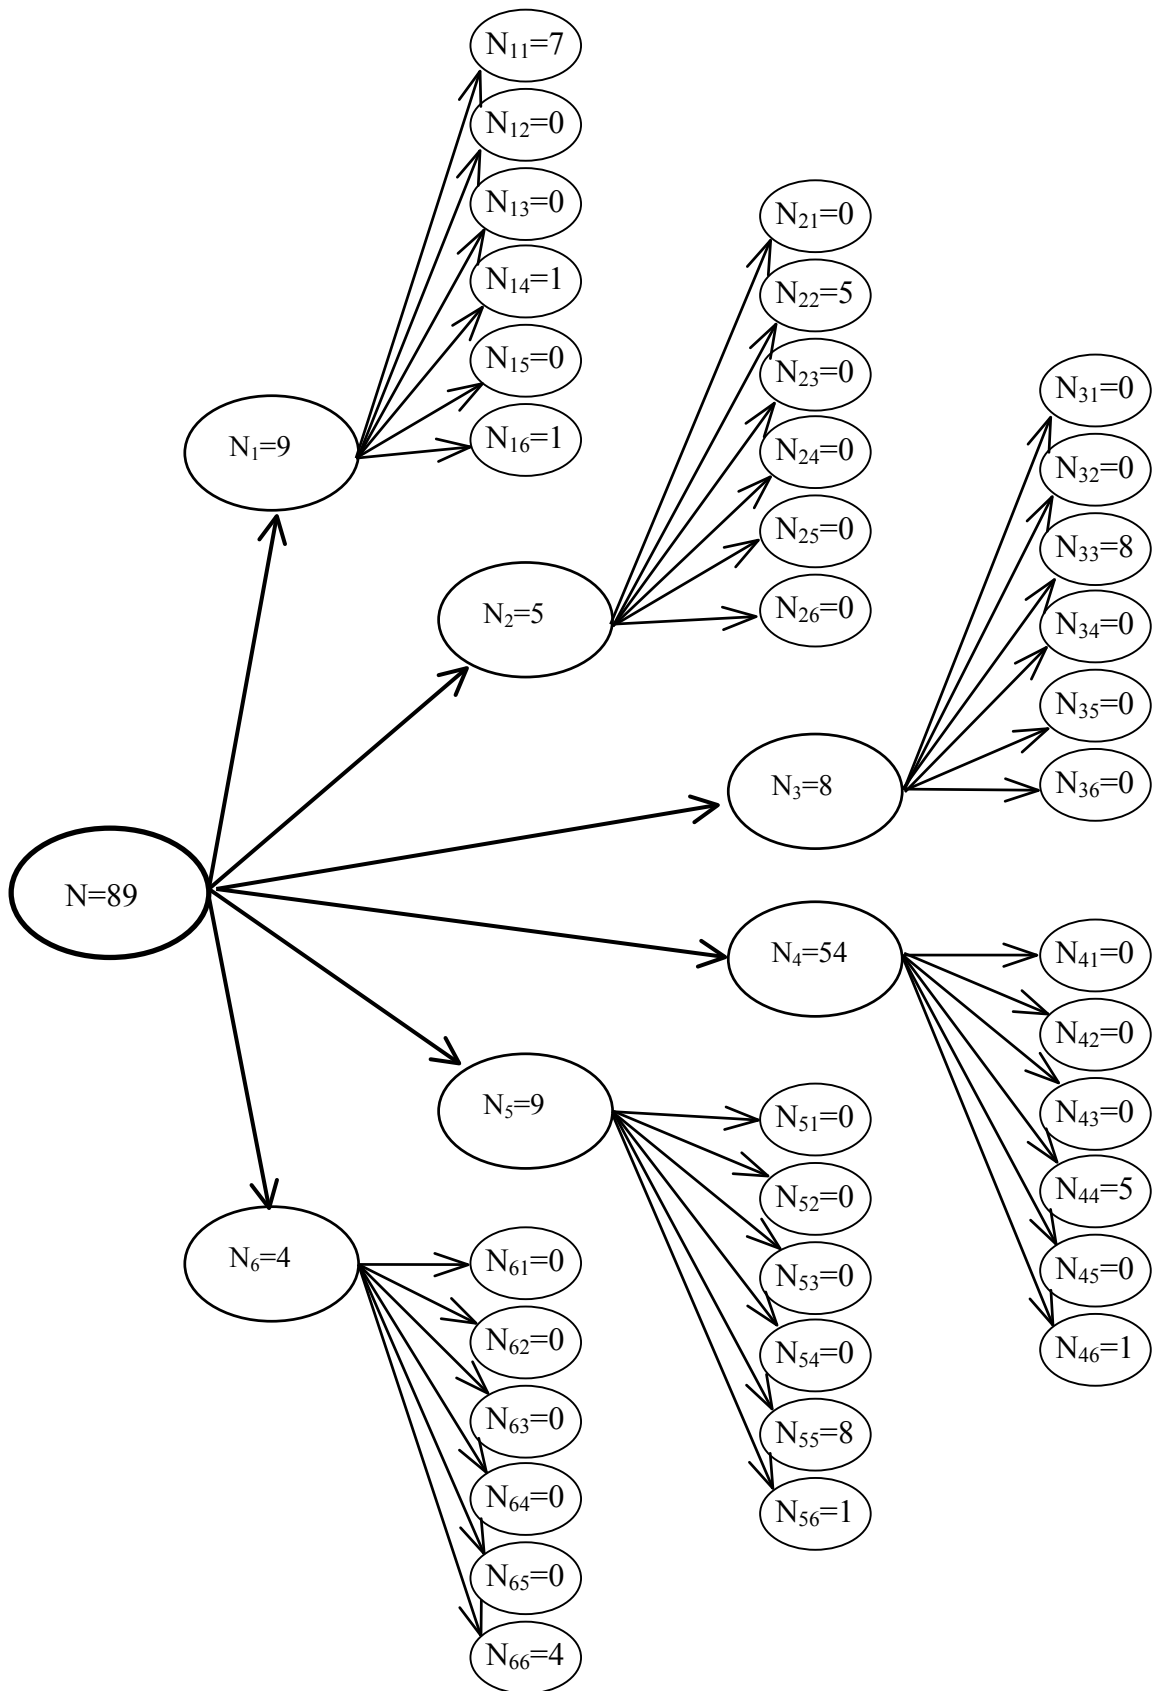 N₁₁=7
N₁₂=0
N₁₃=0
N₁₄=1
N₁₅=0
N₁₆=1
N₁=9
N₂₁=0
N₂₂=5
N₂₃=0
N₂₄=0
N₂₅=0
N₂₆=0
N₂=5
N₃₁=0
N₃₂=0
N₃₃=8
N₃₄=0
N₃₅=0
N₃₆=0
N₃=8
N=89
N₄=54
N₄₁=0
N₄₂=0
N₄₃=0
N₄₄=5
N₄₅=0
N₄₆=1
N₅=9
N₅₁=0
N₅₂=0
N₅₃=0
N₅₄=0
N₅₅=8
N₅₆=1
N₆=4
N₆₁=0
N₆₂=0
N₆₃=0
N₆₄=0
N₆₅=0
N₆₆=4